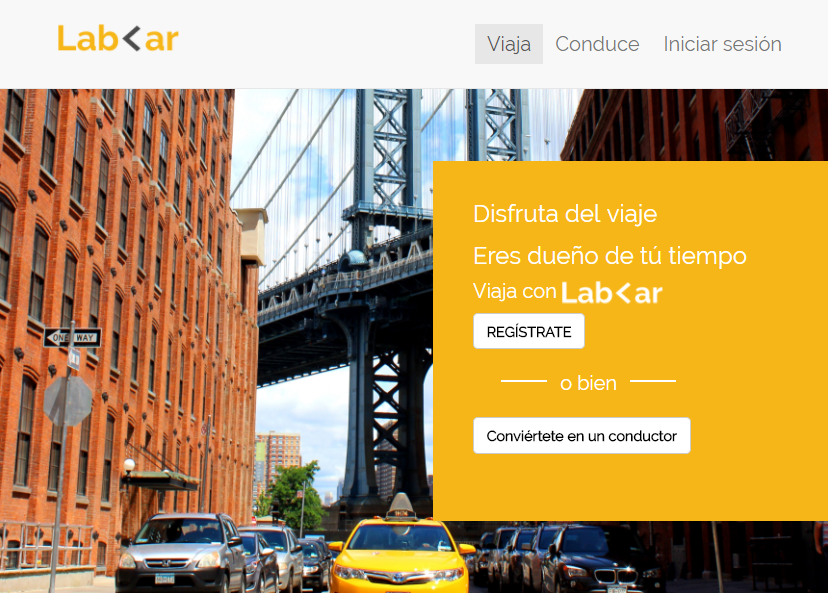 Lab<ar
Viaja Conduce Iniciar sesión
Disfruta del viaje
Eres dueño de tú tiempo
Viaja con Lab<ar
REGÍSTRATE
o bien
Conviértete en un conductor
ONE WAY